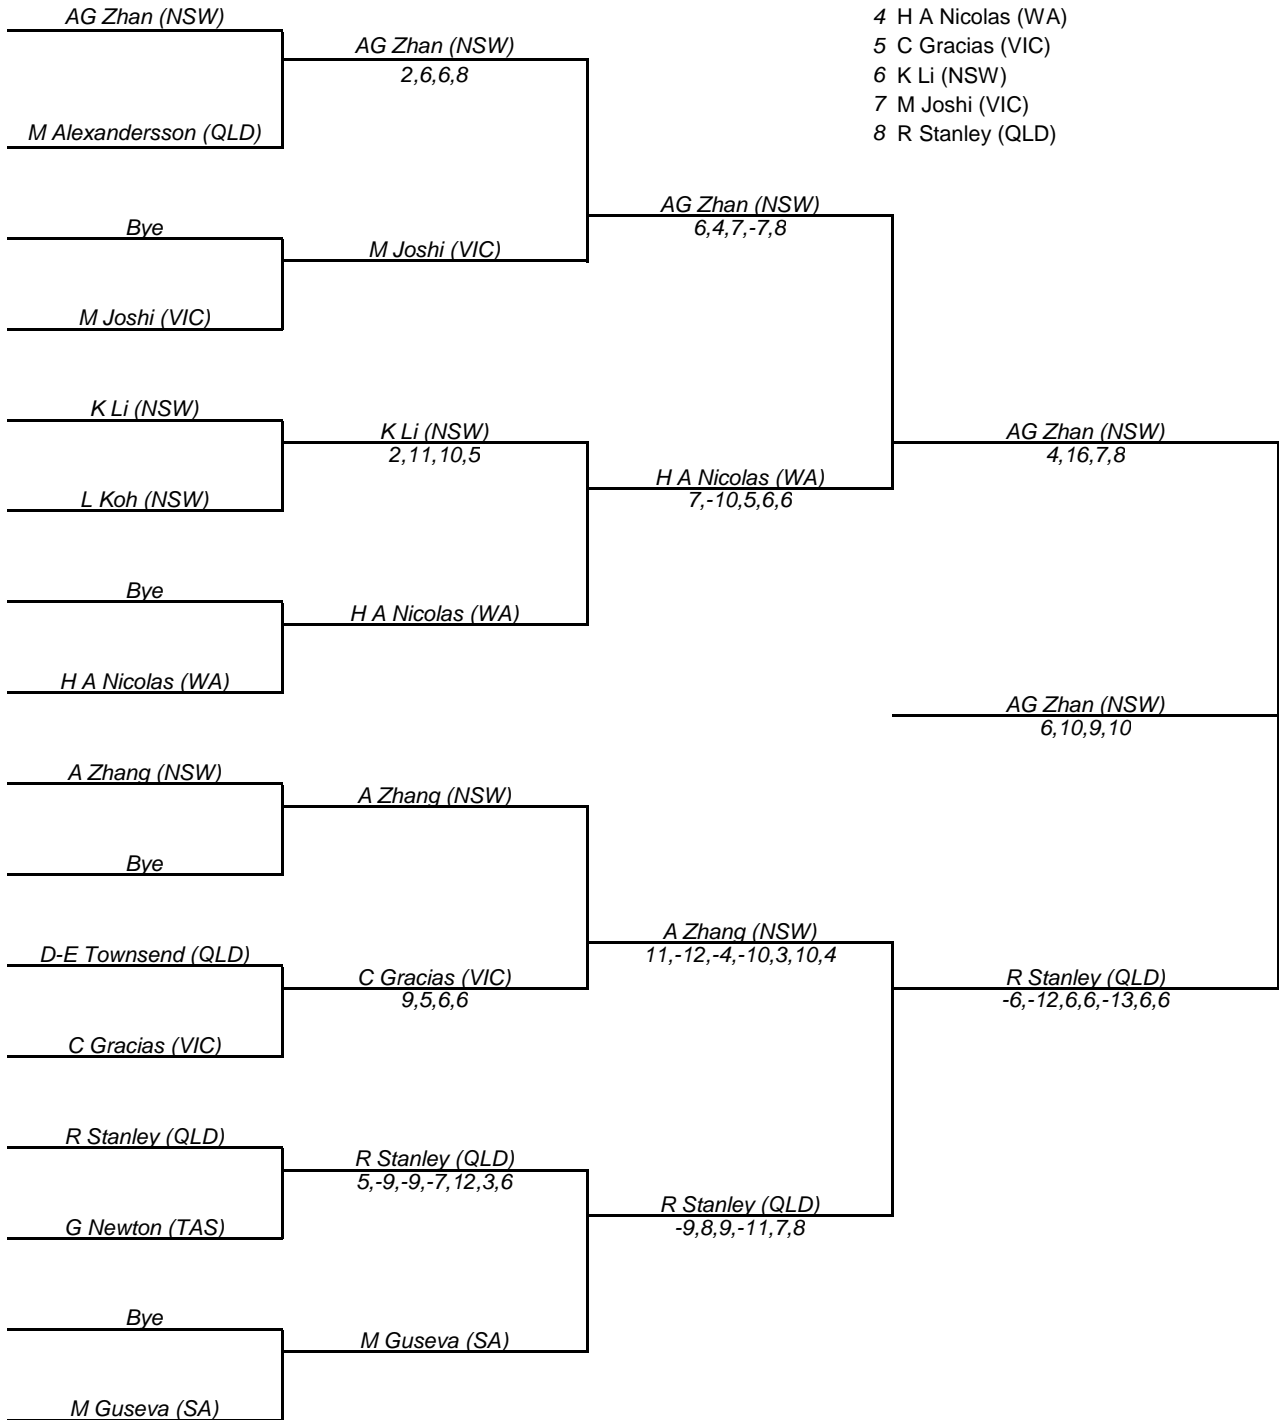 AG Zhan (NSW)
M Alexandersson (QLD)
Bye
M Joshi (VIC)
K Li (NSW)
L Koh (NSW)
Bye
H A Nicolas (WA)
A Zhang (NSW)
Bye
D-E Townsend (QLD)
C Gracias (VIC)
R Stanley (QLD)
G Newton (TAS)
Bye
M Guseva (SA)
AG Zhan (NSW)
2,6,6,8
M Joshi (VIC)
K Li (NSW)
2,11,10,5
H A Nicolas (WA)
A Zhang (NSW)
C Gracias (VIC)
9,5,6,6
R Stanley (QLD)
5,-9,-9,-7,12,3,6
M Guseva (SA)
AG Zhan (NSW)
6,4,7,-7,8
H A Nicolas (WA)
7,-10,5,6,6
A Zhang (NSW)
11,-12,-4,-10,3,10,4
R Stanley (QLD)
-9,8,9,-11,7,8
4 H A Nicolas (WA)
5 C Gracias (VIC)
6 K Li (NSW)
7 M Joshi (VIC)
8 R Stanley (QLD)
AG Zhan (NSW)
4,16,7,8
AG Zhan (NSW)
6,10,9,10
R Stanley (QLD)
-6,-12,6,6,-13,6,6